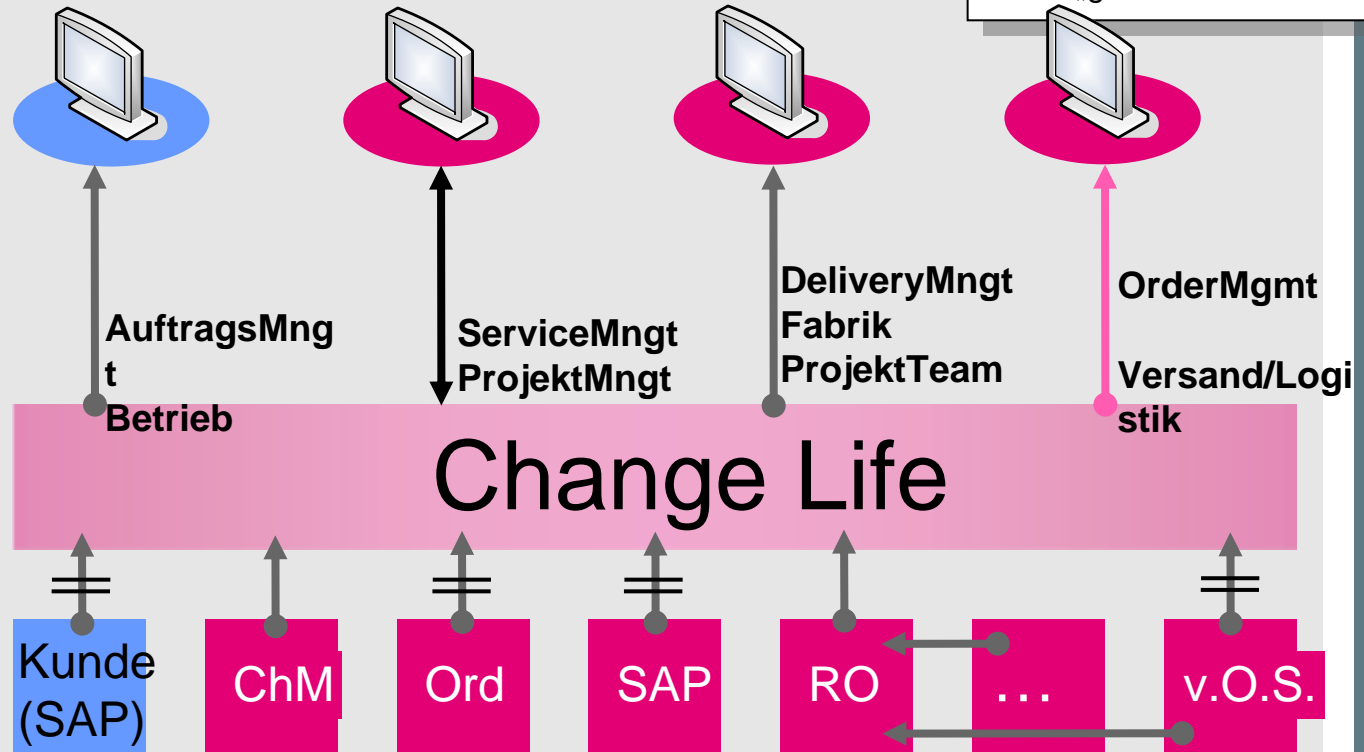 AuftragsMng
t
Betrieb
ServiceMngt
ProjektMngt
DeliveryMngt
Fabrik
ProjektTeam
OrderMgmt
Versand/Logi
stik
Change Life
Kunde
(SAP)
ChM
Ord
SAP
RO
...
v.O.S.